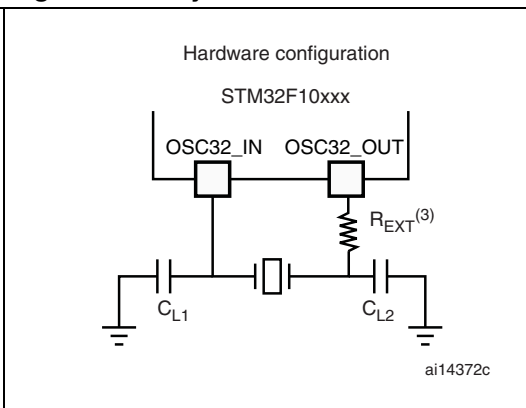 Hardware configuration
STM32F10xxx
OSC32_IN OSC32_OUT
REXT(3)
CL1
CL2
ai14372c